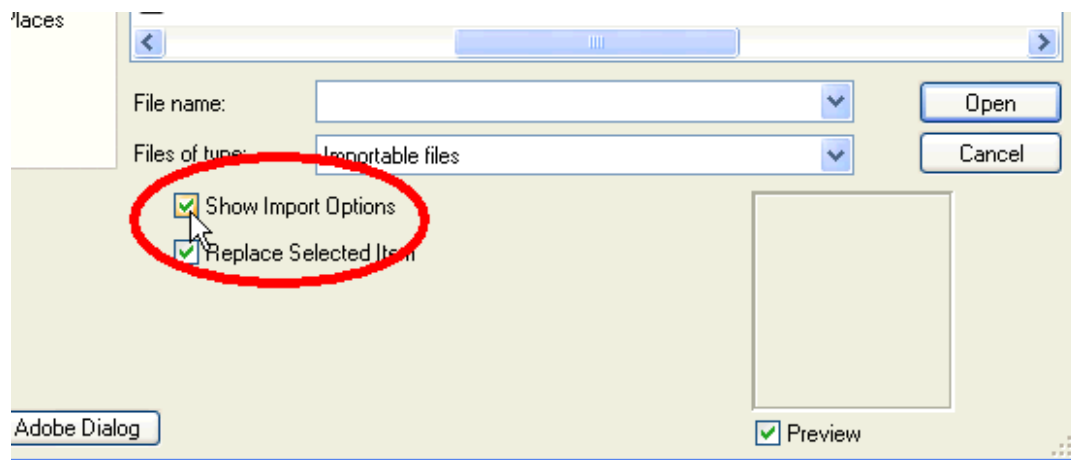 Places
File name:
Open
Files of type:
Importable files
Cancel
Show Import Options
Replace Selected Item
Adobe Dialog
Preview